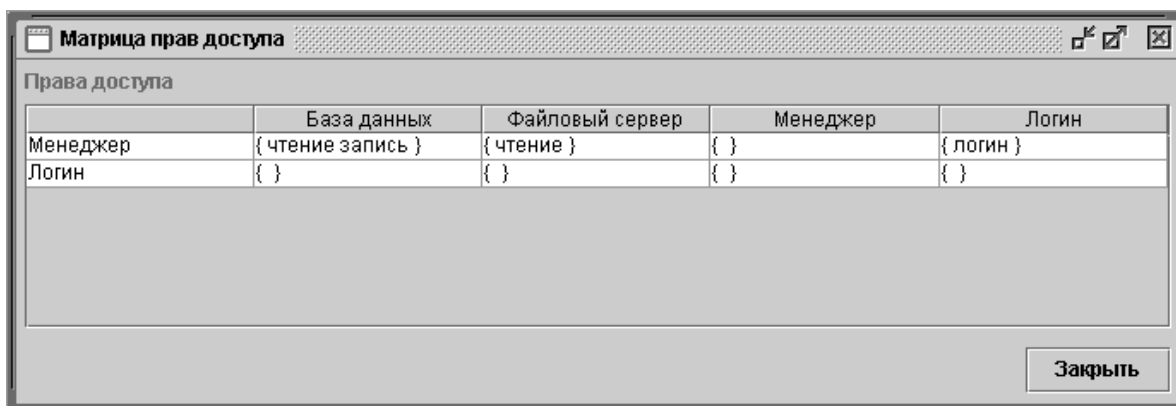 Матрица прав доступа
Права доступа
База данных Файловый сервер Менеджер Логин
Менеджер { чтение запись } { чтение } { } { логин }
Логин { } { } { } { }
Закрыть